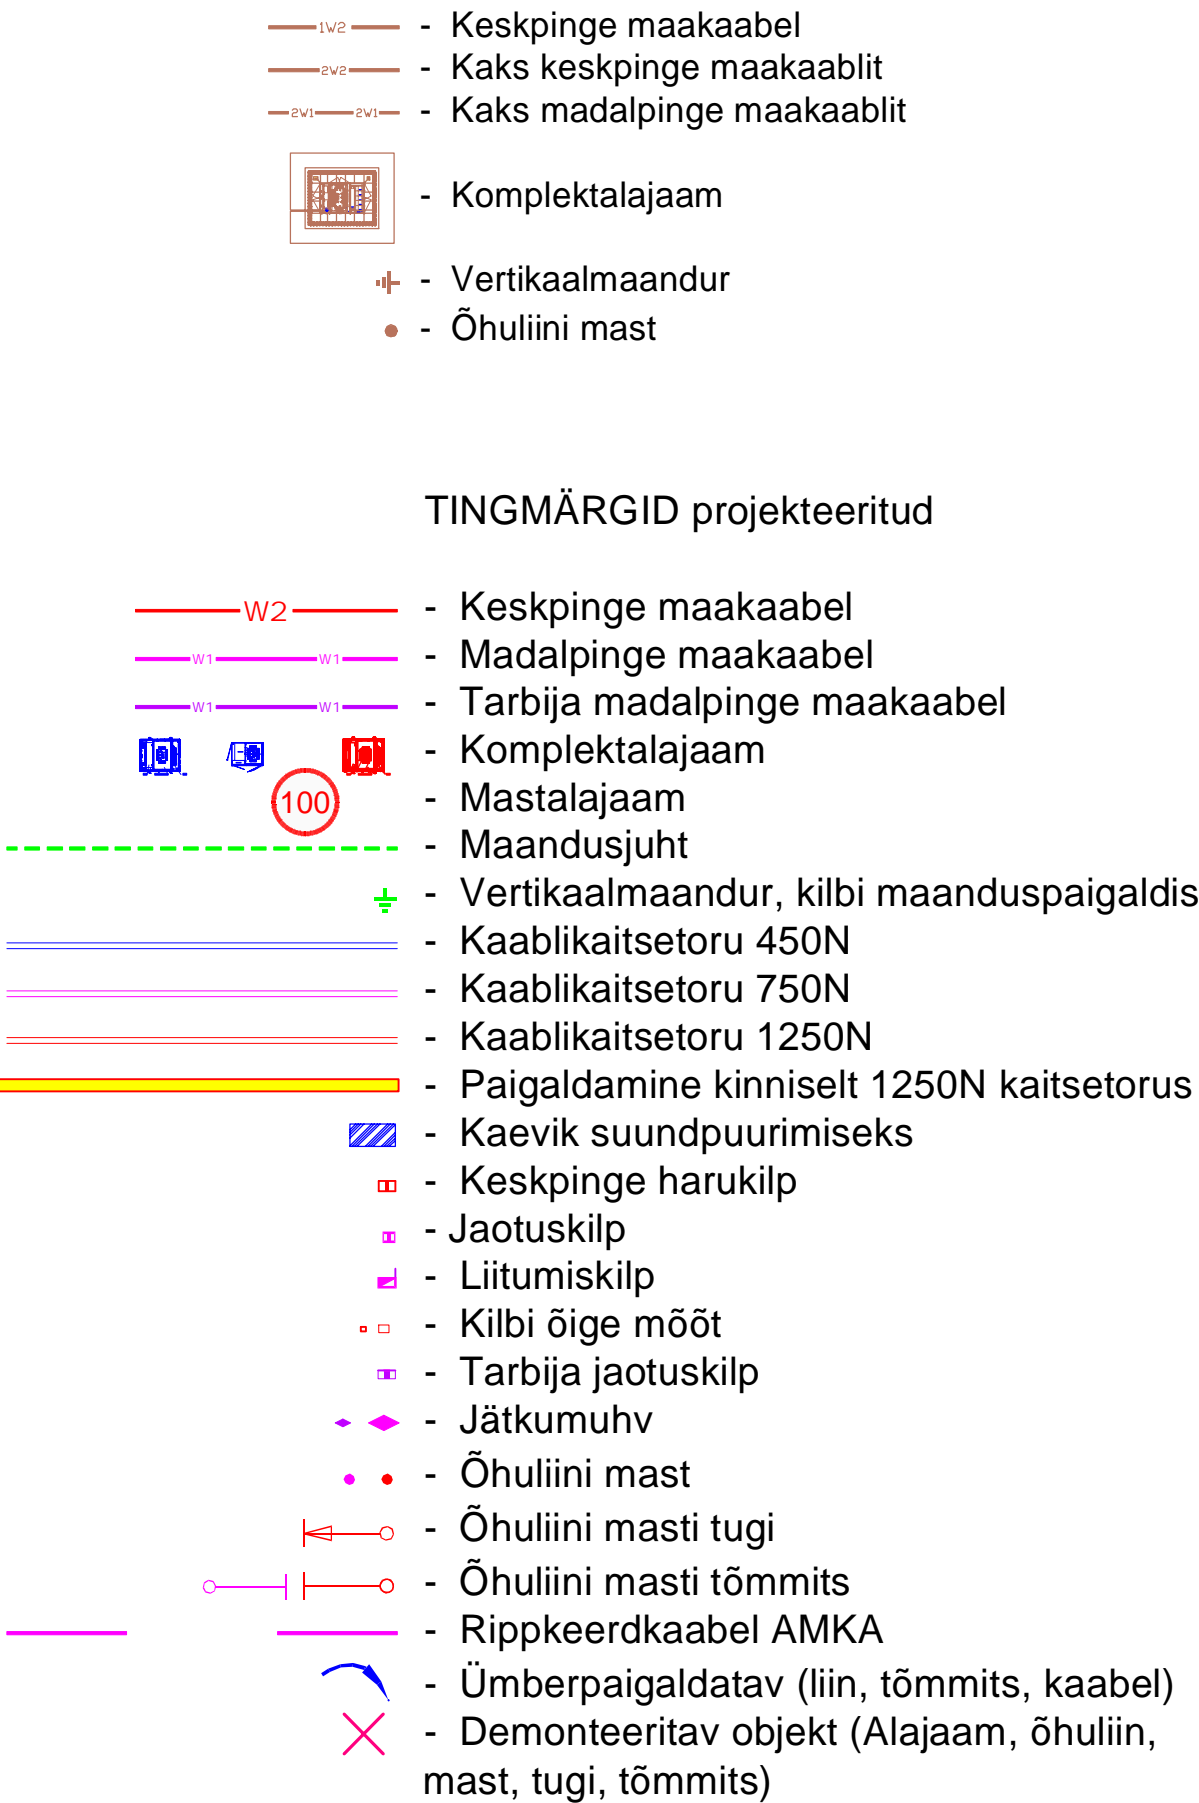 1W2 - Keskpinge maakaabel
2W2 - Kaks keskpinge maakaablit
2W1 2W1 - Kaks madalpinge maakaablit
- Komplektalajaam
- Vertikaalmaandur
- Õhuliini mast
TINGMÄRGID projekteeritud
W2 - Keskpinge maakaabel
W1 W1 - Madalpinge maakaabel
W1 W1 - Tarbija madalpinge maakaabel
- Komplektalajaam
100 - Mastalajaam
- Maandusjuht
- Vertikaalmaandur, kilbi maanduspaigaldis
- Kaablikaitsetoru 450N
- Kaablikaitsetoru 750N
- Kaablikaitsetoru 1250N
- Paigaldamine kinniselt 1250N kaitsetorus
- Kaevik suundpuurimiseks
- Keskpinge harukilp
- Jaotuskilp
- Liitumiskilp
- Kilbi õige mõõt
- Tarbija jaotuskilp
- Jätkumuhv
- Õhuliini mast
- Õhuliini masti tugi
- Õhuliini masti tõmmits
- Rippkeerdkaabel AMKA
- Ümberpaigaldatav (liin, tõmmits, kaabel)
- Demonteeritav objekt (Alajaam, õhuliin,
mast, tugi, tõmmits)